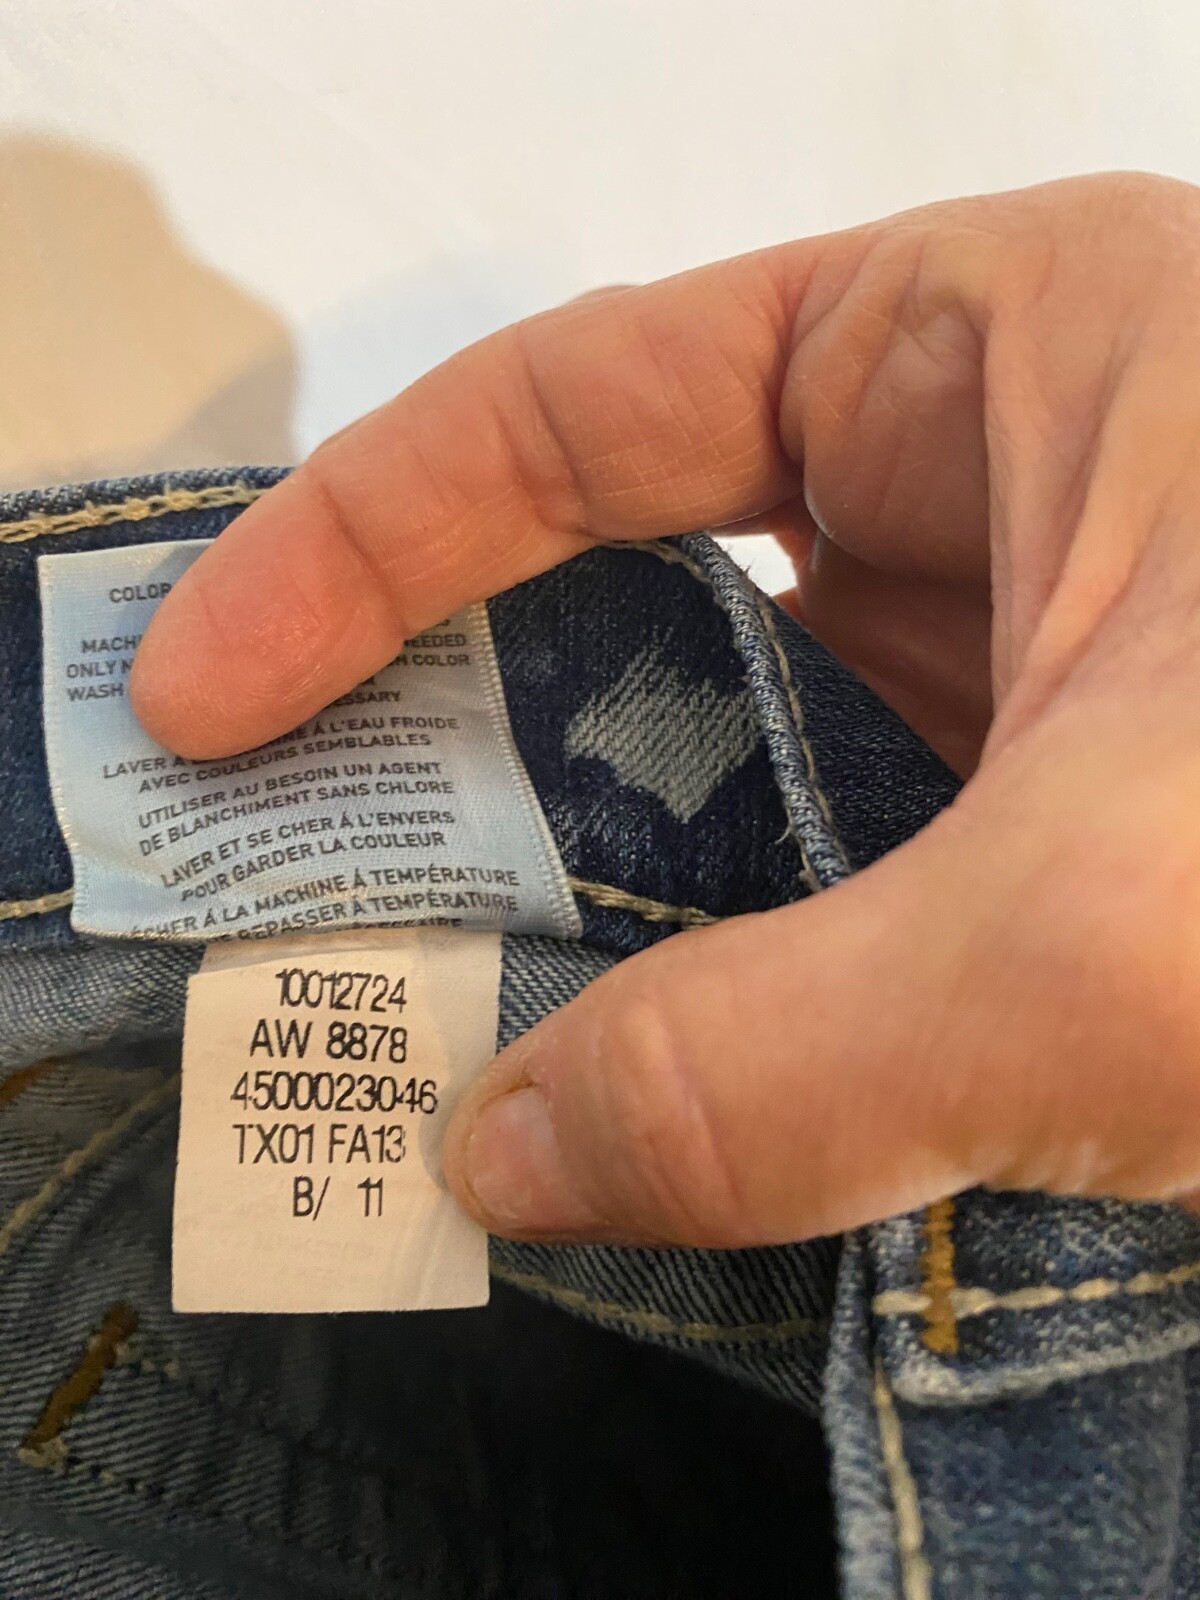 COLOR
MACHI NEEDED
ONLY N COLOR
WASH ESSARY
À L'EAU FROIDE
LAVER A
AVEC COULEURS SEMBLABLES
UTILISER AU BESOIN UN AGENT
DE BLANCHIMENT SANS CHLORE
LAVER ET SE CHER Á L'ENVERS
POUR GARDER LA COULEUR
Á LA MACHINE Á TEMPÉRATURE
REPASSER Á TEMPÉRATURE
10012724
AW 8878
4500023046
TX01 FA13
B/ 11